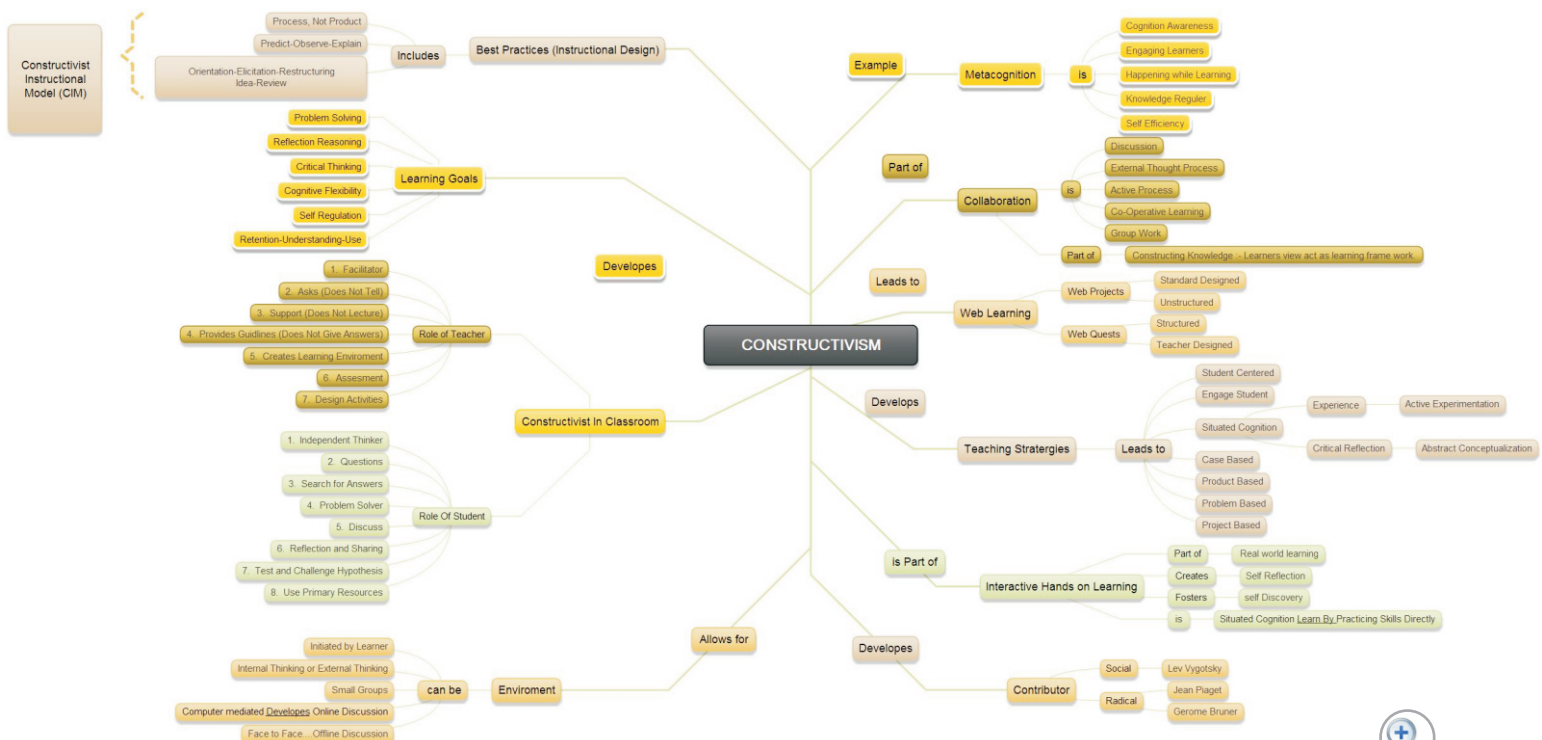 Constructivist
Instructional
Model (CIM)
Process, Not Product
Predict-Observe-Explain
Orientation-Elicitation-Restructuring
Idea-Review
Includes
Best Practices (Instructional Design)
Problem Solving
Reflection Reasoning
Critical Thinking
Cognitive Flexibility
Self Regulation
Retention-Understanding-Use
Learning Goals
Developes
1. Facilitator
2. Asks (Does Not Tell)
3. Support (Does Not Lecture)
4. Provides Guidlines (Does Not Give Answers)
5. Creates Learning Enviroment
6. Assesment
7. Design Activities
Role of Teacher
Constructivist In Classroom
1. Independent Thinker
2. Questions
3. Search for Answers
4. Problem Solver
5. Discuss
6. Reflection and Sharing
7. Test and Challenge Hypothesis
8. Use Primary Resources
Role Of Student
Allows for
Initiated by Learner
Internal Thinking or External Thinking
Small Groups
Computer mediated Developes Online Discussion
Face to Face... Offline Discussion
can be
Enviroment
CONSTRUCTIVISM
Example
Metacognition
is
Cognition Awareness
Engaging Learners
Happening while Learning
Knowledge Reguler
Self Efficiency
Part of
Collaboration
is
Discussion
External Thought Process
Active Process
Co-Operative Learning
Group Work
Part of
Constructing Knowledge :- Learners view act as learning frame work.
Leads to
Web Learning
Web Projects
Standard Designed
Unstructured
Web Quests
Structured
Teacher Designed
Develops
Teaching Stratergies
Leads to
Student Centered
Engage Student
Situated Cognition
Experience
Active Experimentation
Critical Reflection
Abstract Conceptualization
Case Based
Product Based
Problem Based
Project Based
is Part of
Interactive Hands on Learning
Part of
Real world learning
Creates
Self Reflection
Fosters
self Discovery
is
Situated Cognition Learn By Practicing Skills Directly
Developes
Contributor
Social
Lev Vygotsky
Radical
Jean Piaget
Gerome Bruner